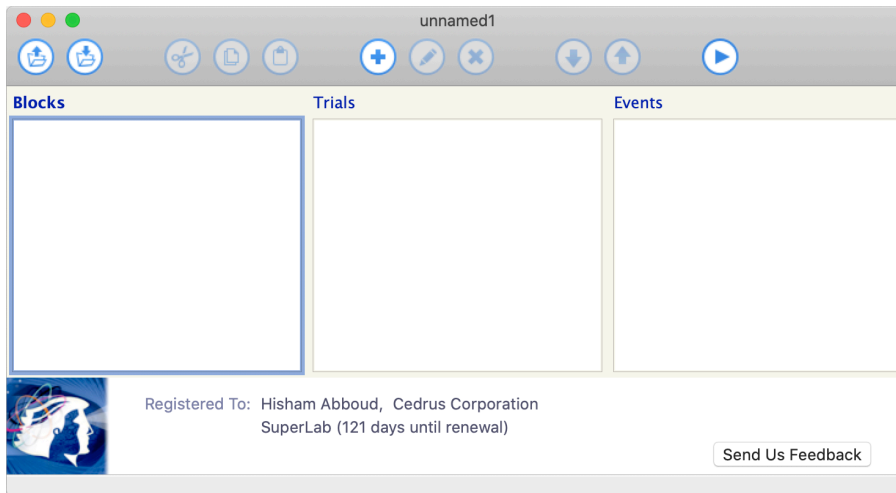 unnamed1
Blocks
Trials
Events
Registered To: Hisham Abboud, Cedrus Corporation
SuperLab (121 days until renewal)
Send Us Feedback